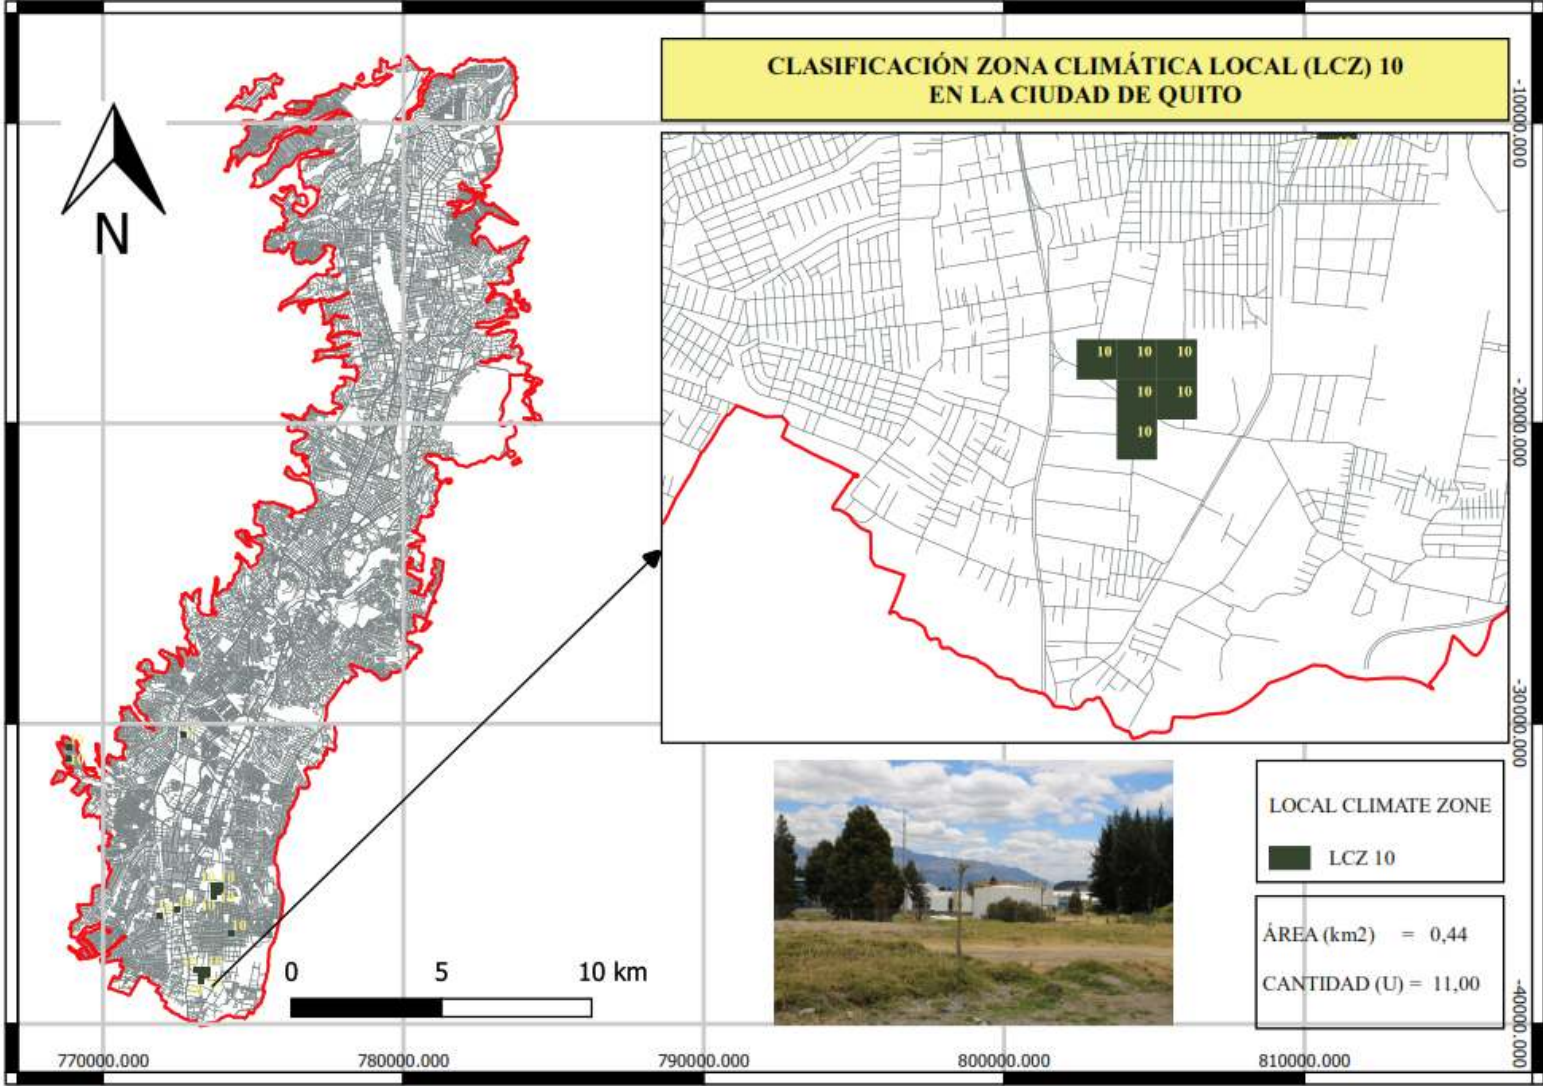 CLASIFICACIÓN ZONA CLIMÁTICA LOCAL (LCZ) 10
EN LA CIUDAD DE QUITO
N
10
10 10 10
10 10
10
0 5 10 km
LOCAL CLIMATE ZONE
LCZ 10
ÁREA (km2) = 0,44
CANTIDAD (U) = 11,00
-10000.000
-20000.000
-30000.000
-40000.000
770000.000 780000.000 790000.000 800000.000 810000.000